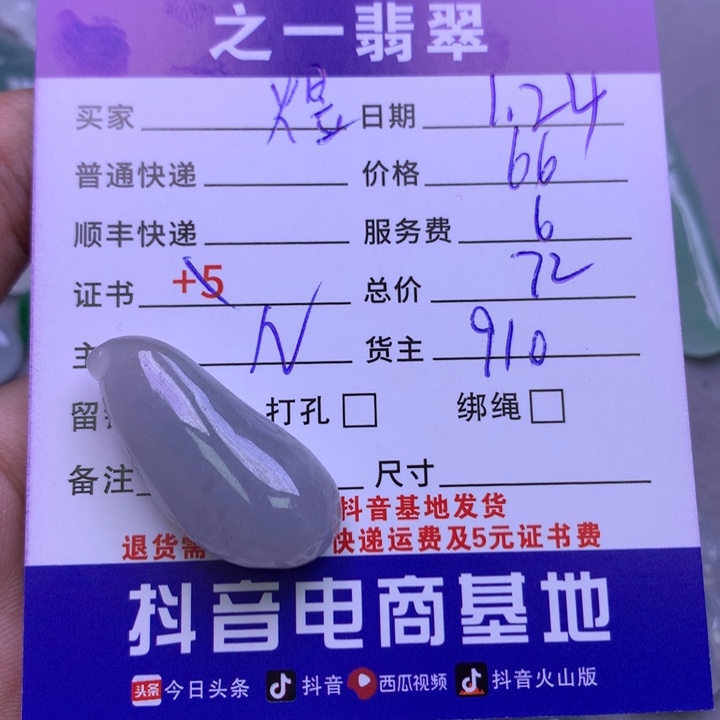 之一翡翠
买家 煜 日期 1.24
普通快递 价格 66
顺丰快递 服务费 6
证书 +5 总价 72
主 N 货主 910
留 打孔 绑绳
备注 尺寸
抖音基地发货
退货需 快递运费及5元证书费
抖音电商基地
头条 今日头条 抖音 西瓜视频 抖音火山版